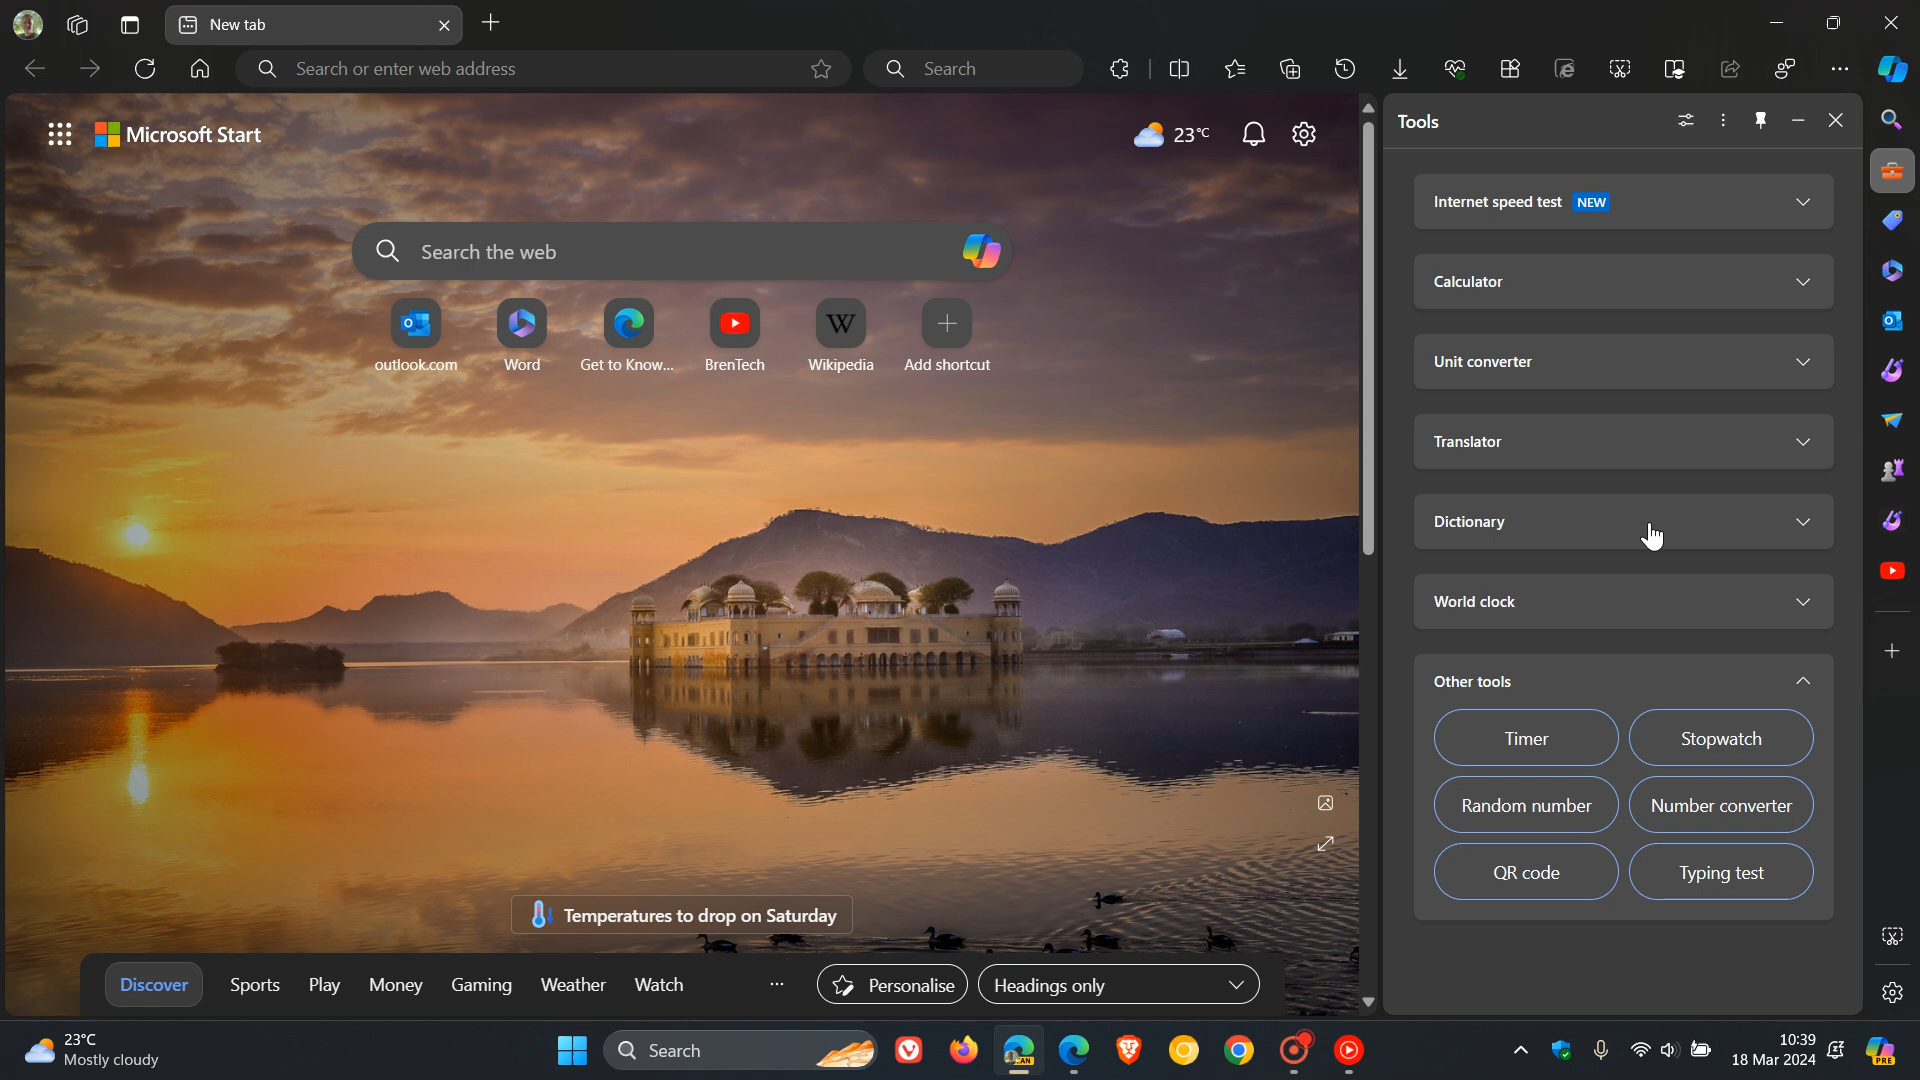 New tab
Search or enter web address
Search
Microsoft Start
23°C
Search the web
outlook.com
Word
Get to Know...
BrenTech
W
Wikipedia
Add shortcut
Temperatures to drop on Saturday
Discover
Sports
Play
Money
Gaming
Weather
Watch
Personalise
Headings only
Tools
Internet speed test NEW
Calculator
Unit converter
Translator
Dictionary
World clock
Other tools
Timer
Stopwatch
Random number
Number converter
QR code
Typing test
23°C
Mostly cloudy
Search
CAN
10:39
18 Mar 2024
PRE